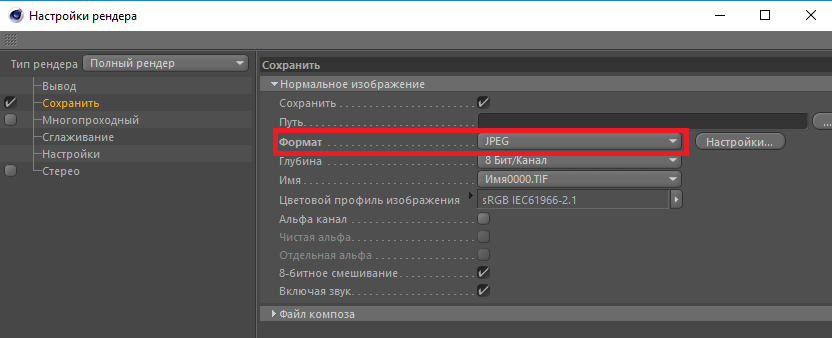 Настройки рендера
Тип рендера Полный рендер
Вывод
Сохранить
Многопроходный
Сглаживание
Настройки
Стерео
Сохранить
Нормальное изображение
Сохранить
Путь
...
Формат JPEG Настройки...
Глубина 8 Бит/Канал
Имя Имя0000.TIF
Цветовой профиль изображения sRGB IEC61966-2.1
Альфа канал
Чистая альфа
Отдельная альфа
8-битное смешивание
Включая звук
Файл композа